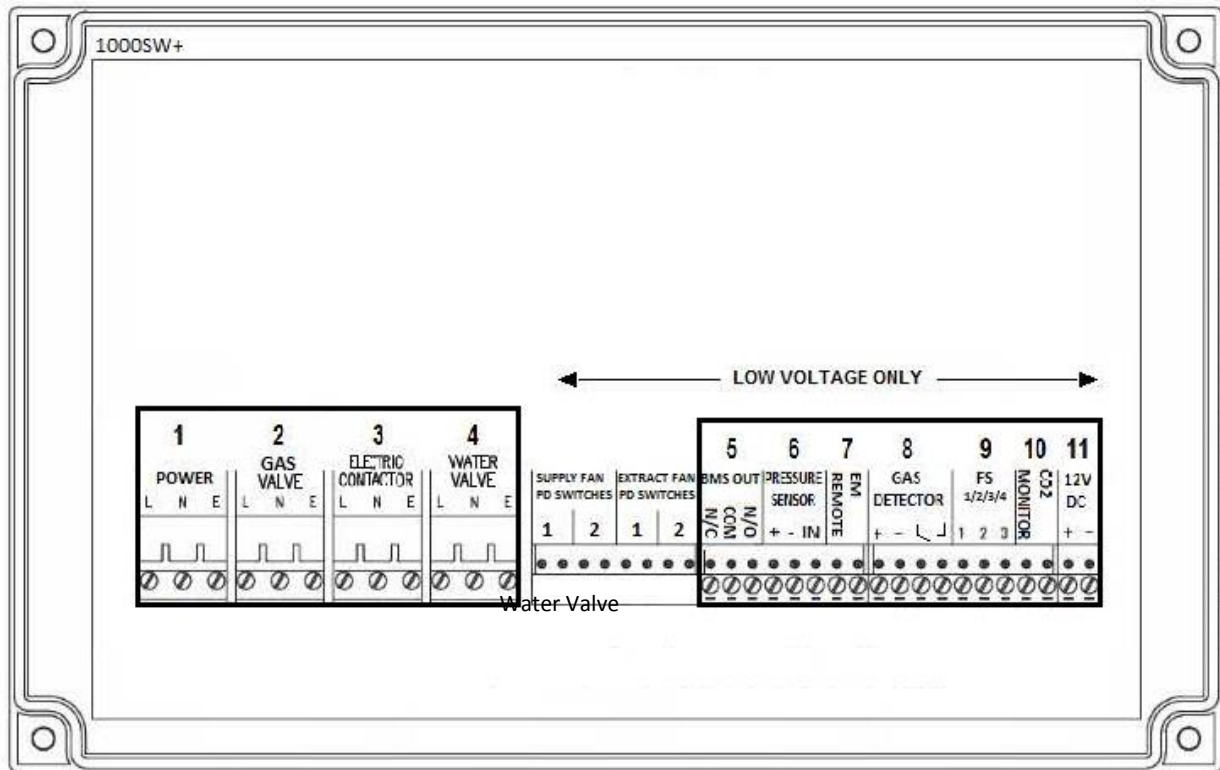 1000SW+
LOW VOLTAGE ONLY
1 2 3 4
POWER GAS VALVE ELECTRIC CONTACTOR WATER VALVE
L N E L N E L N E L N E
SUPPLY FAN PD SWITCHES EXTRACT FAN PD SWITCHES
1 2 1 2
5 6 7 8 9 10 11
BMS OUT PRESSURE SENSOR EM REMOTE GAS DETECTOR FS 1/2/3/4 CO2 MONITOR 12V DC
N/C COM N/O + - IN + - 1 2 3 + -
Water Valve